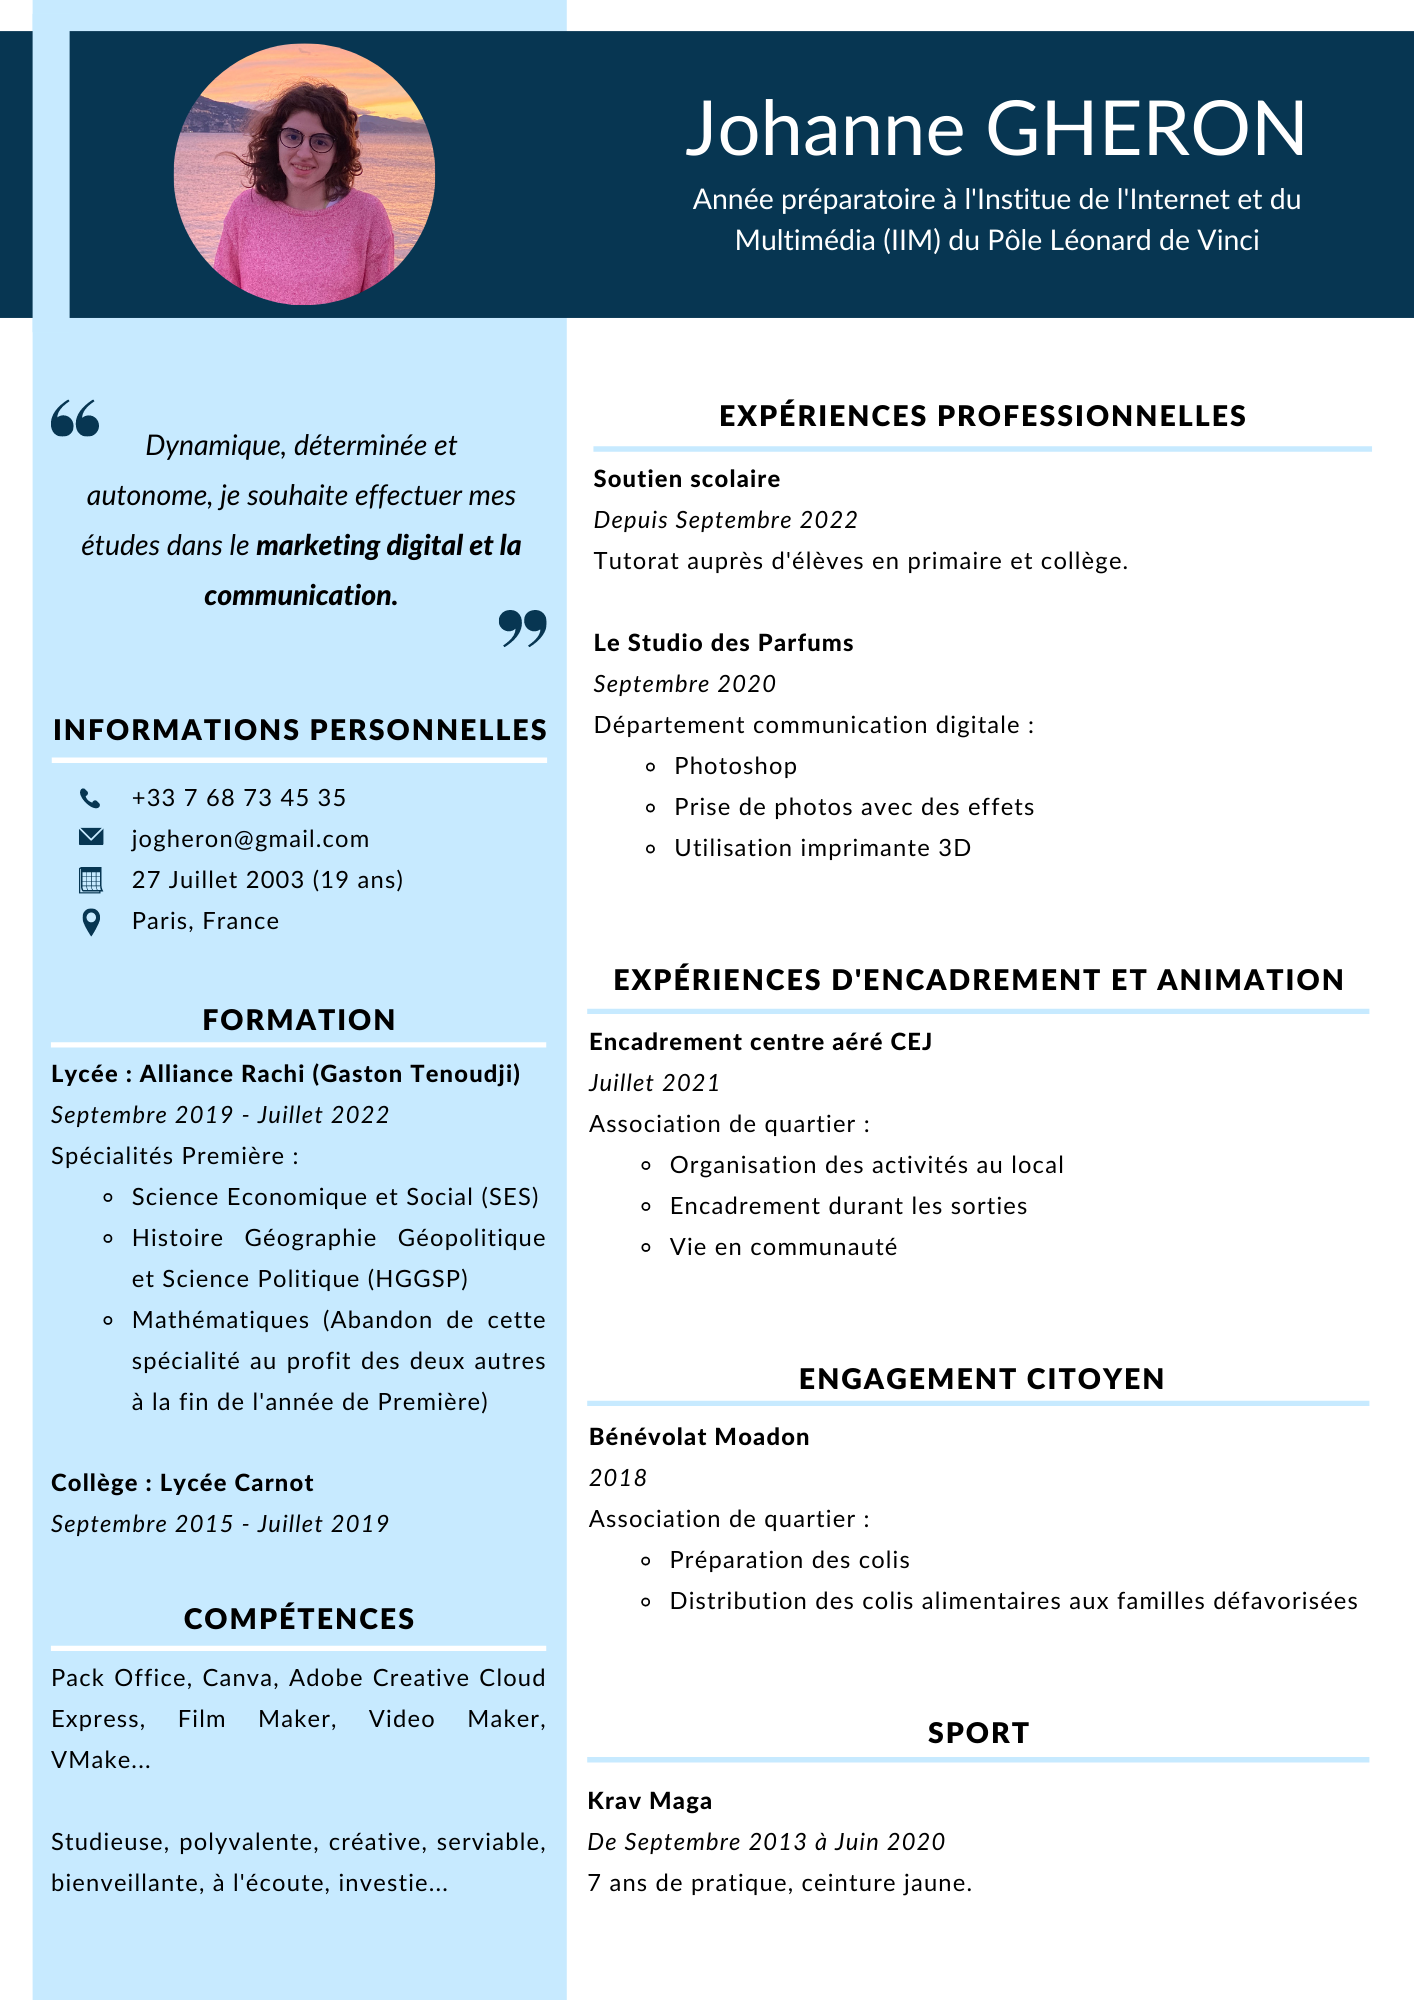 Johanne GHERON
Année préparatoire à l'Institue de l'Internet et du
Multimédia (IIM) du Pôle Léonard de Vinci
❝
Dynamique, déterminée et
autonome, je souhaite effectuer mes
études dans le marketing digital et la
communication.
❞
INFORMATIONS PERSONNELLES
+33 7 68 73 45 35
jogheron@gmail.com
27 Juillet 2003 (19 ans)
Paris, France
FORMATION
Lycée : Alliance Rachi (Gaston Tenoudji)
Septembre 2019 - Juillet 2022
Spécialités Première :
Science Economique et Social (SES)
Histoire Géographie Géopolitique
et Science Politique (HGGSP)
Mathématiques (Abandon de cette
spécialité au profit des deux autres
à la fin de l'année de Première)
Collège : Lycée Carnot
Septembre 2015 - Juillet 2019
COMPÉTENCES
Pack Office, Canva, Adobe Creative Cloud
Express, Film Maker, Video Maker,
VMake...
Studieuse, polyvalente, créative, serviable,
bienveillante, à l'écoute, investie...
EXPÉRIENCES PROFESSIONNELLES
Soutien scolaire
Depuis Septembre 2022
Tutorat auprès d'élèves en primaire et collège.
Le Studio des Parfums
Septembre 2020
Département communication digitale :
Photoshop
Prise de photos avec des effets
Utilisation imprimante 3D
EXPÉRIENCES D'ENCADREMENT ET ANIMATION
Encadrement centre aéré CEJ
Juillet 2021
Association de quartier :
Organisation des activités au local
Encadrement durant les sorties
Vie en communauté
ENGAGEMENT CITOYEN
Bénévolat Moadon
2018
Association de quartier :
Préparation des colis
Distribution des colis alimentaires aux familles défavorisées
SPORT
Krav Maga
De Septembre 2013 à Juin 2020
7 ans de pratique, ceinture jaune.